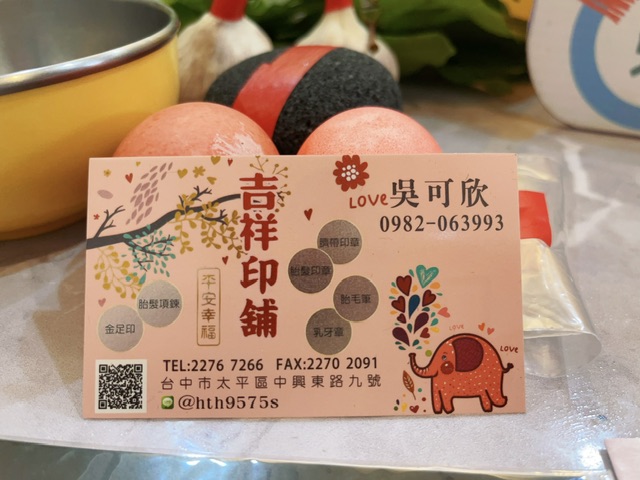 吉祥印舖
平安幸福
LOVE
吳可欣
0982-063993
臍帶印章
胎髮印章
胎毛筆
乳牙章
胎髮項鍊
金足印
LOVE
LOVE
TEL:2276 7266 FAX:2270 2091
台中市太平區中興東路九號
@hth9575s